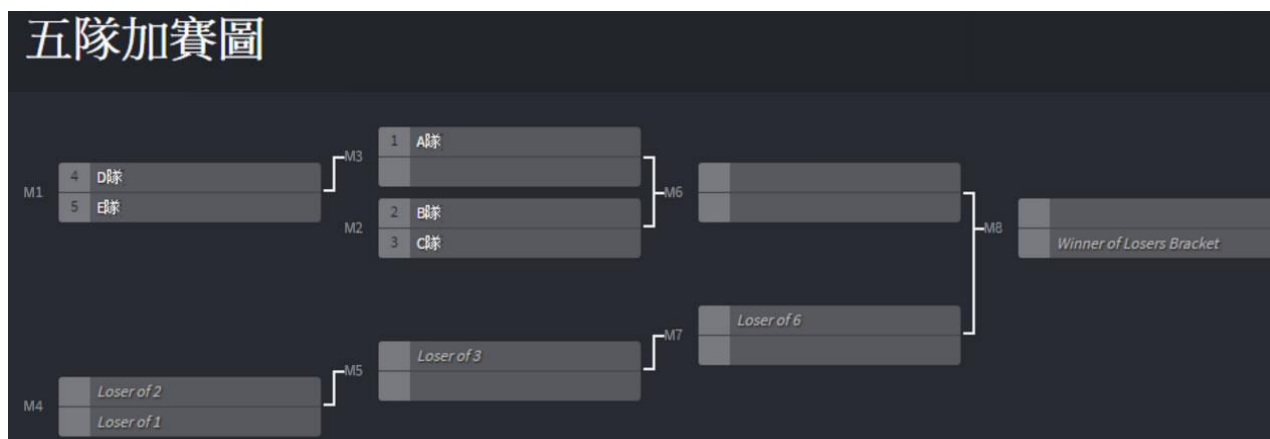 五隊加賽圖
M1
4 D隊
5 E隊
M3
1 A隊
M2
2 B隊
3 C隊
M6
M8
Winner of Losers Bracket
M4
Loser of 2
Loser of 1
M5
Loser of 3
M7
Loser of 6